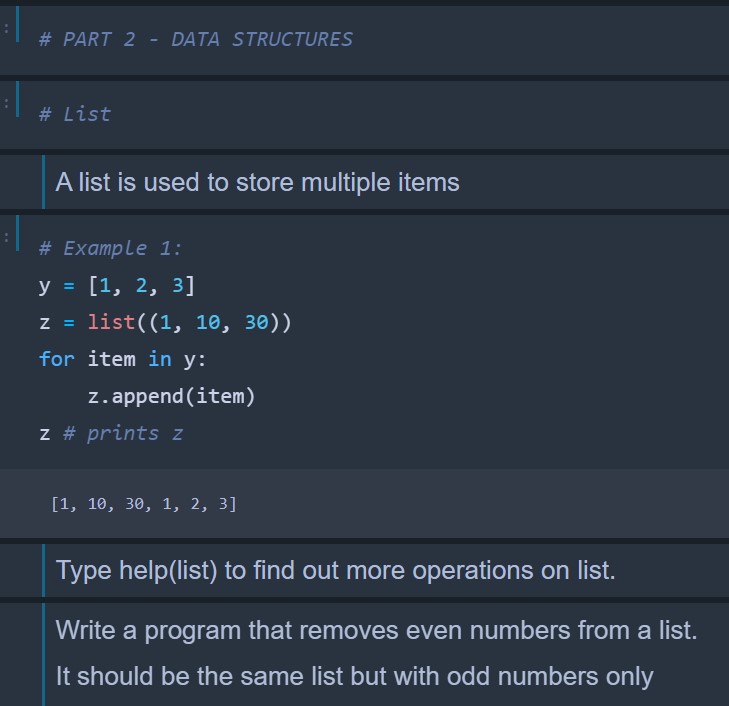 # PART 2 - DATA STRUCTURES
# List
A list is used to store multiple items
# Example 1:
y = [1, 2, 3]
z = list((1, 10, 30))
for item in y:
    z.append(item)
z # prints z
[1, 10, 30, 1, 2, 3]
Type help(list) to find out more operations on list.
Write a program that removes even numbers from a list.
It should be the same list but with odd numbers only